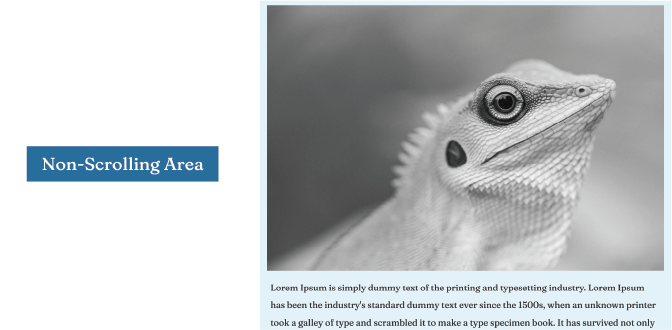 Non-Scrolling Area
Lorem Ipsum is simply dummy text of the printing and typesetting industry. Lorem Ipsum
has been the industry's standard dummy text ever since the 1500s, when an unknown printer
took a galley of type and scrambled it to make a type specimen book. It has survived not only